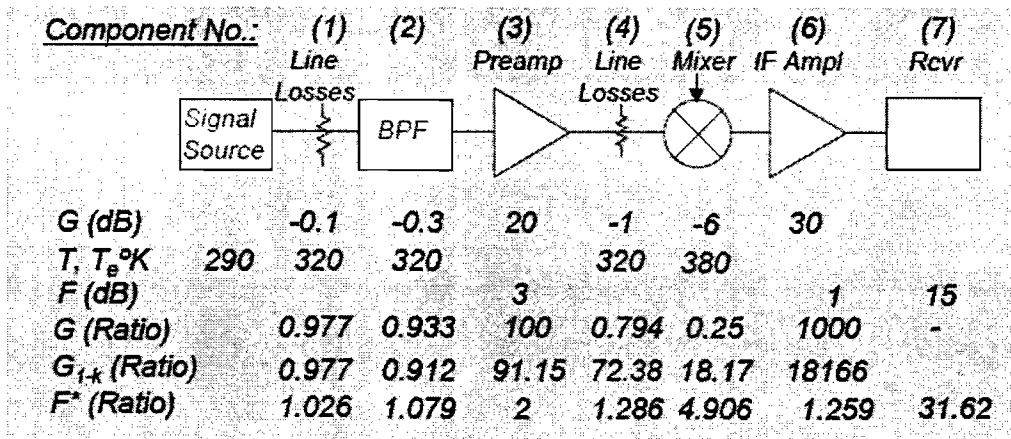 Component No.: (1) (2) (3) (4) (5) (6) (7)
Line Preamp Line Mixer IF Ampl Rcvr
Losses Losses
Signal BPF
Source
G (dB) -0.1 -0.3 20 -1 -6 30
T, Te°K 290 320 320 320 380
F (dB) 3 1 15
G (Ratio) 0.977 0.933 100 0.794 0.25 1000 -
G1-k (Ratio) 0.977 0.912 91.15 72.38 18.17 18166
F* (Ratio) 1.026 1.079 2 1.286 4.906 1.259 31.62